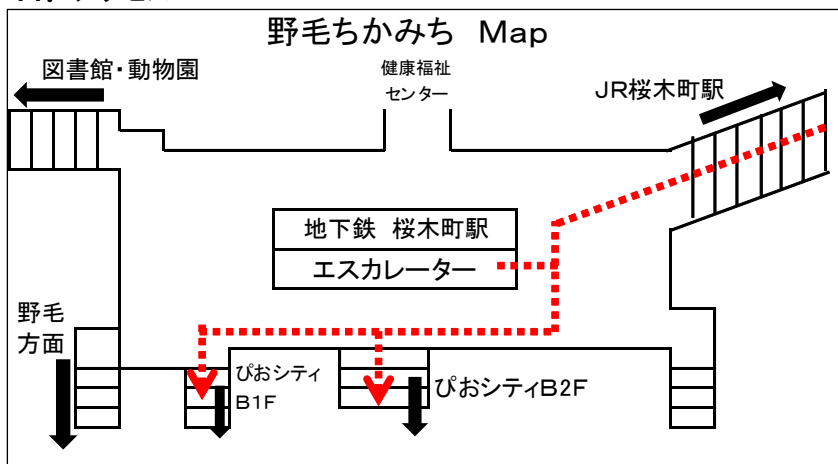 野毛ちかみち Map
図書館・動物園
健康福祉
センター
JR桜木町駅
地下鉄 桜木町駅
エスカレーター
野毛
方面
ぴおシティ
B1F
ぴおシティB2F